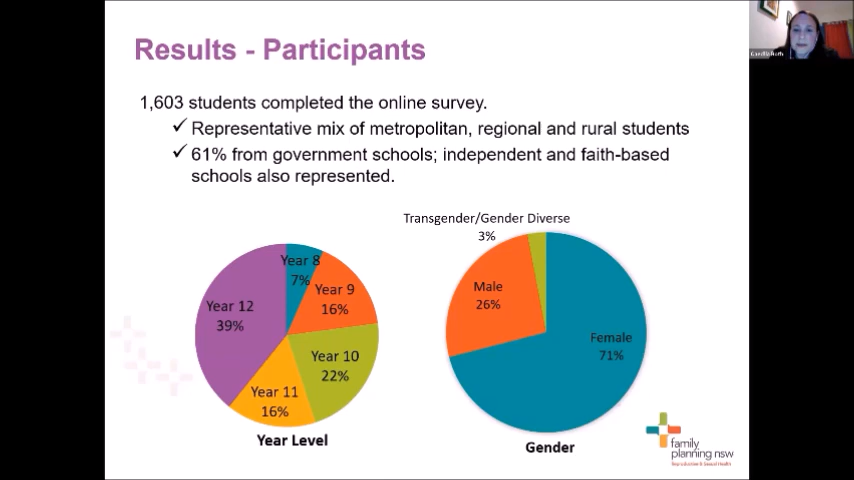 Results - Participants
1,603 students completed the online survey.
✓ Representative mix of metropolitan, regional and rural students
✓ 61% from government schools; independent and faith-based
schools also represented.
Year 8
7%
Year 9
16%
Year 10
22%
Year 11
16%
Year 12
39%
Year Level
Transgender/Gender Diverse
3%
Male
26%
Female
71%
Gender
family
planning nsw
Reproductive & Sexual Health